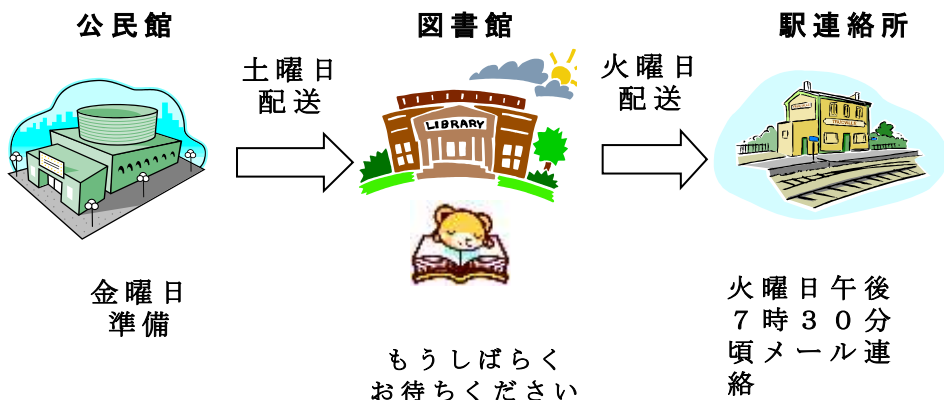 公民館
図書館
駅連絡所
土曜日
配送
火曜日
配送
LIBRARY
金曜日
準備
もうしばらく
お待ちください
火曜日午後
７時３０分
頃メール連
絡